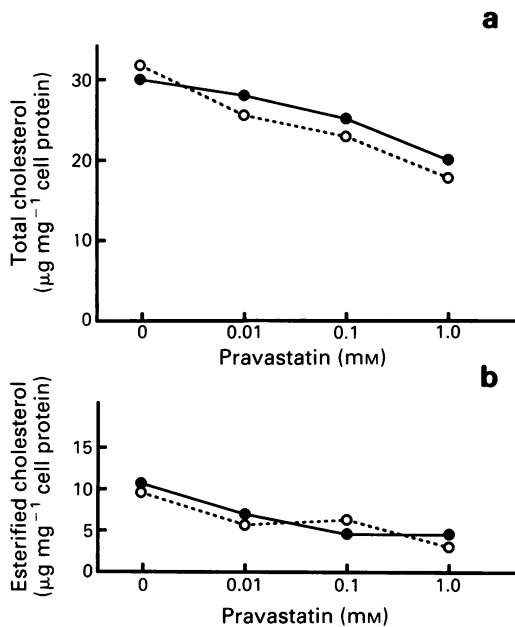 a
Total cholesterol
(μg mg⁻¹ cell protein)
30
20
10
0
0 0.01 0.1 1.0
Pravastatin (mM)
b
Esterified cholesterol
(μg mg⁻¹ cell protein)
15
10
5
0
0 0.01 0.1 1.0
Pravastatin (mM)